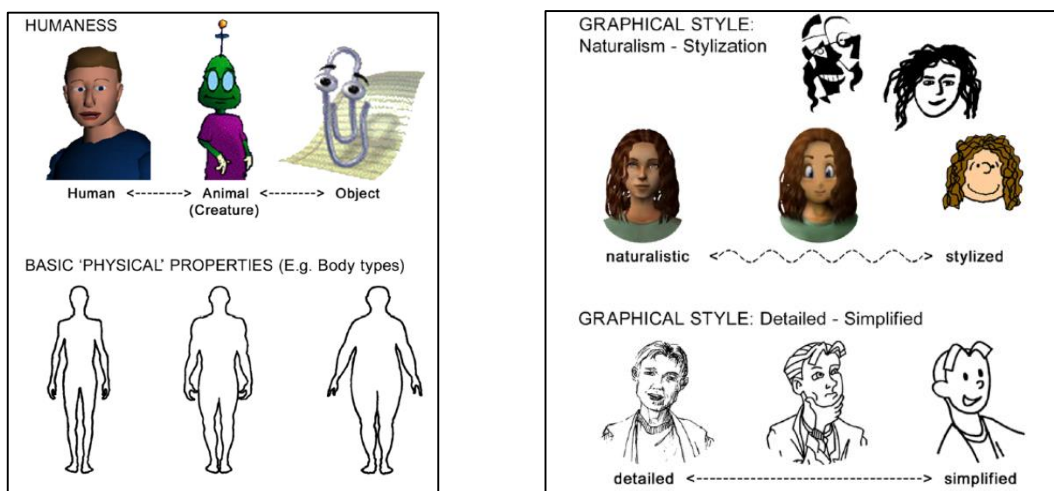 HUMANESS
Human <--------> Animal <--------> Object
(Creature)
BASIC 'PHYSICAL' PROPERTIES (E.g. Body types)
GRAPHICAL STYLE:
Naturalism - Stylization
naturalistic
stylized
GRAPHICAL STYLE: Detailed - Simplified
detailed <--------------------------> simplified